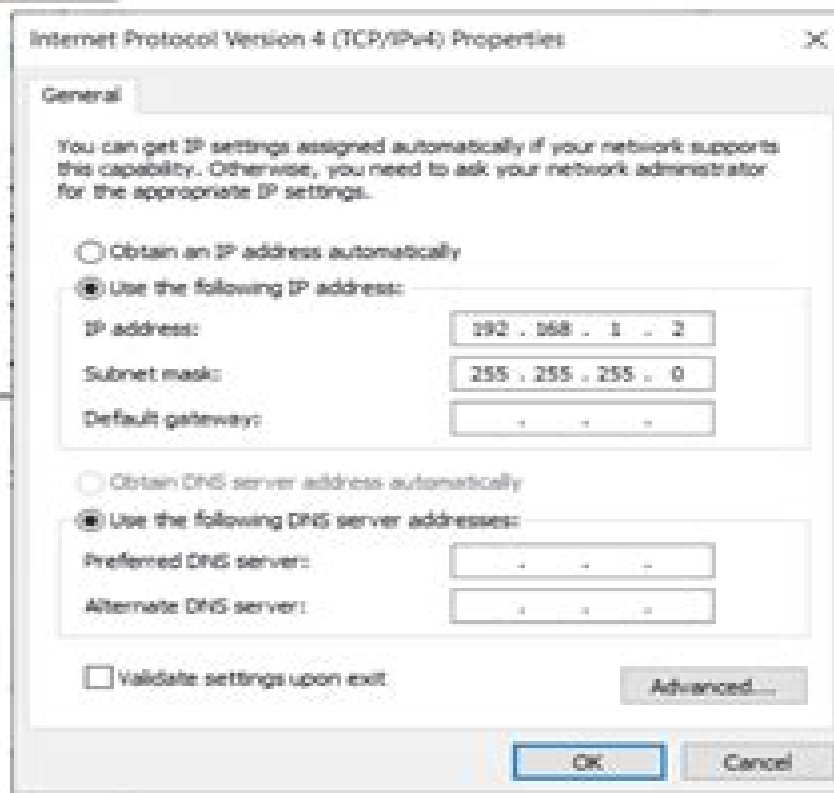 Internet Protocol Version 4 (TCP/IPv4) Properties
General
You can get IP settings assigned automatically if your network supports
this capability. Otherwise, you need to ask your network administrator
for the appropriate IP settings.
Obtain an IP address automatically
Use the following IP address:
IP address: 192 . 168 . 1 . 2
Subnet mask: 255 . 255 . 255 . 0
Default gateway: . . .
Obtain DNS server address automatically
Use the following DNS server addresses:
Preferred DNS server: . . .
Alternate DNS server: . . .
Validate settings upon exit
Advanced...
OK Cancel